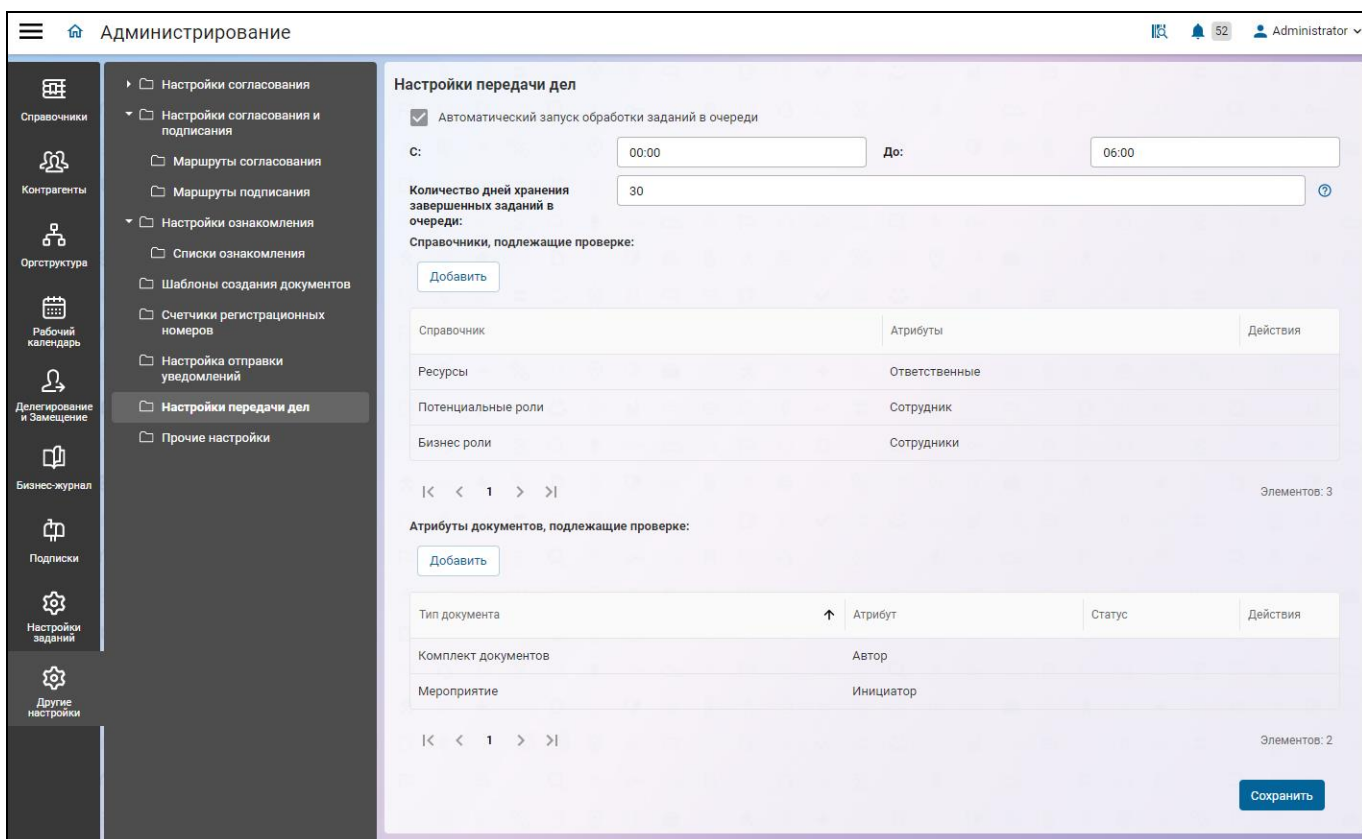 Администрирование
52
Administrator
Справочники
Контрагенты
Оргструктура
Рабочий
календарь
Делегирование
и Замещение
Бизнес-журнал
Подписки
Настройки
заданий
Другие
настройки
Настройки согласования
Настройки согласования и
подписания
Маршруты согласования
Маршруты подписания
Настройки ознакомления
Списки ознакомления
Шаблоны создания документов
Счетчики регистрационных
номеров
Настройка отправки
уведомлений
Настройки передачи дел
Прочие настройки
Настройки передачи дел
Автоматический запуск обработки заданий в очереди
С: 00:00 До: 06:00
Количество дней хранения
завершенных заданий в
очереди:
30
Справочники, подлежащие проверке:
Добавить
Справочник Атрибуты Действия
Ресурсы Ответственные
Потенциальные роли Сотрудник
Бизнес роли Сотрудники
1 Элементов: 3
Атрибуты документов, подлежащие проверке:
Добавить
Тип документа Атрибут Статус Действия
Комплект документов Автор
Мероприятие Инициатор
1 Элементов: 2
Сохранить